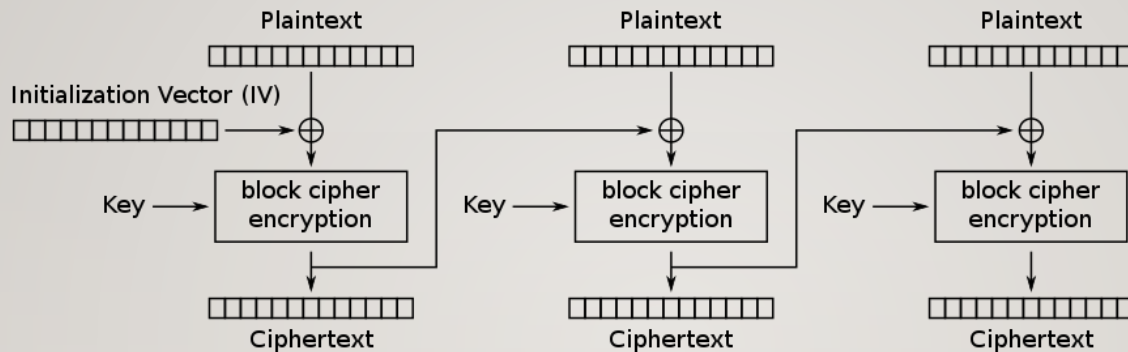 Plaintext
Plaintext
Plaintext
Initialization Vector (IV)
Key
block cipher
encryption
Key
block cipher
encryption
Key
block cipher
encryption
Ciphertext
Ciphertext
Ciphertext